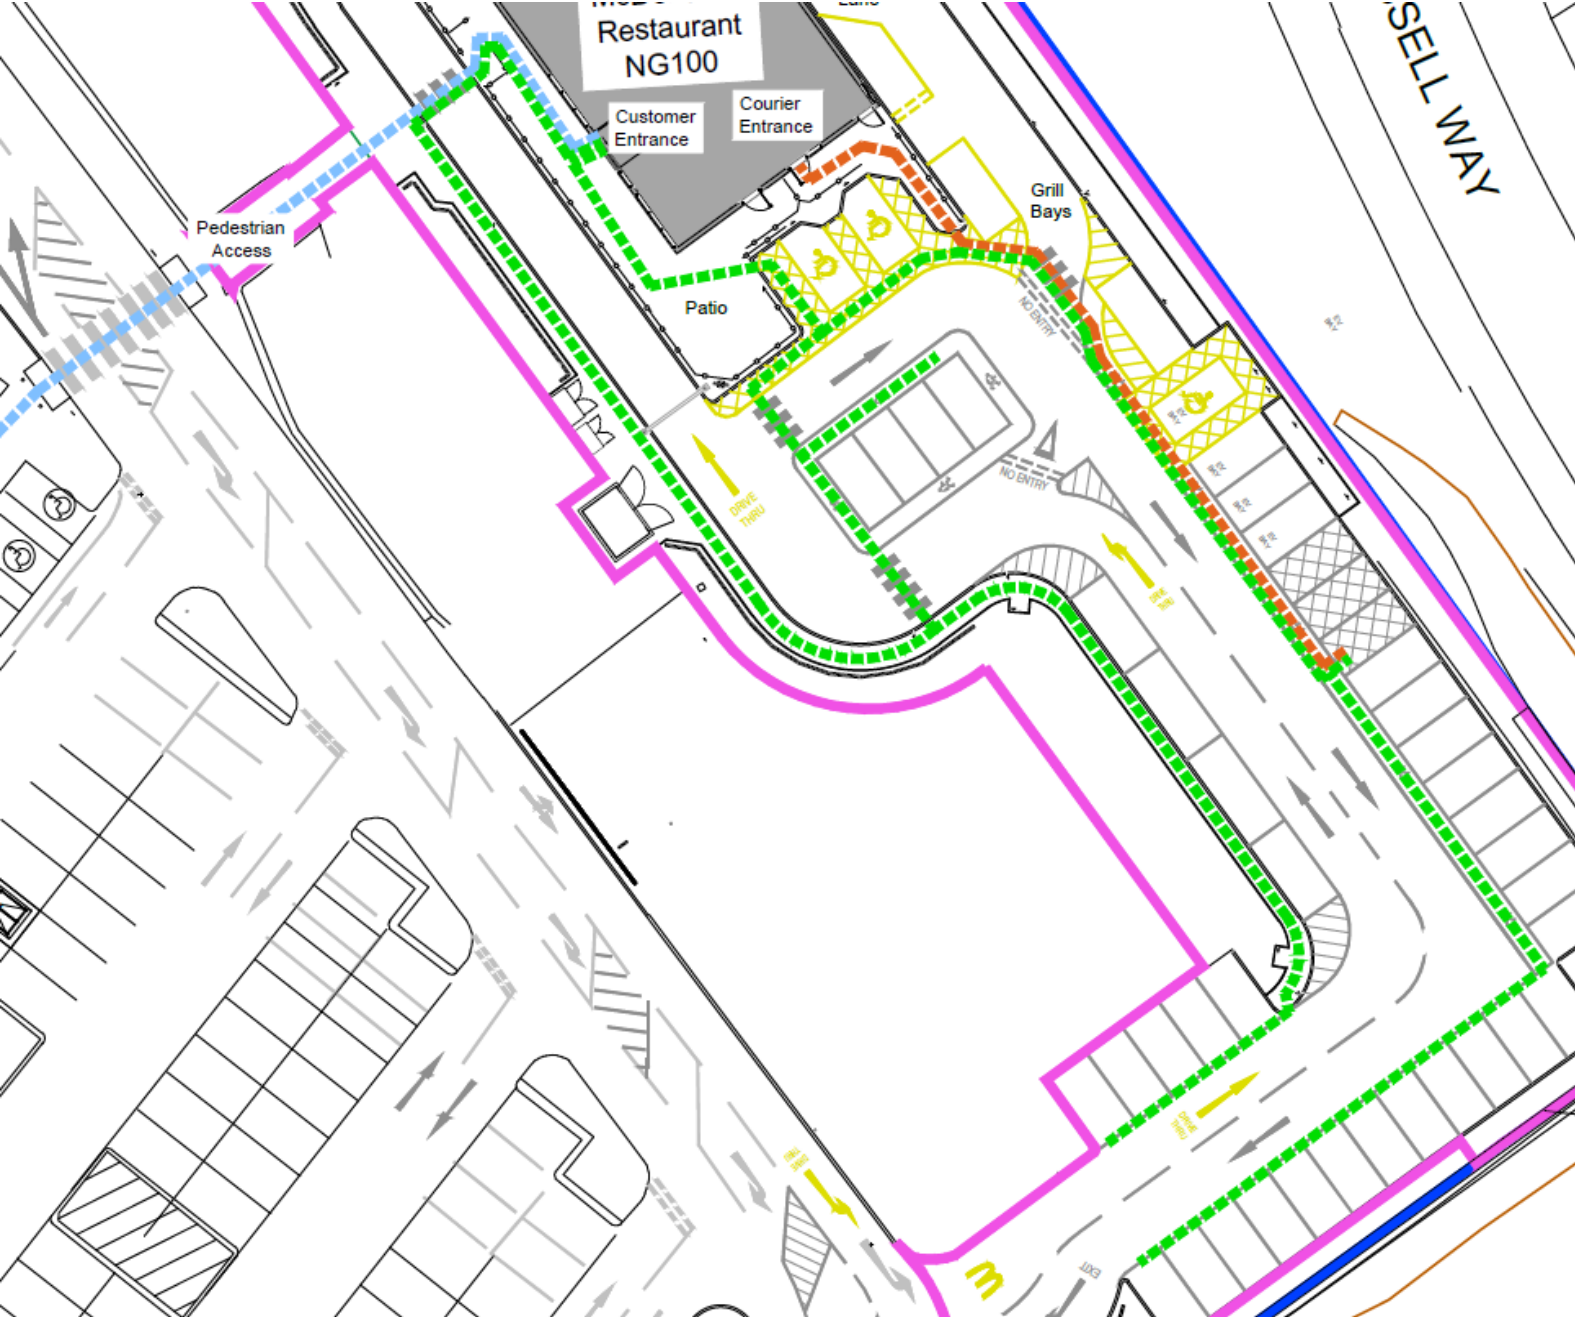 Restaurant
NG100
Customer
Entrance
Courier
Entrance
Grill
Bays
Pedestrian
Access
Patio
NO ENTRY
NO ENTRY
DRIVE
THRU
DRIVE
THRU
DRIVE
THRU
EXIT
SSELL WAY